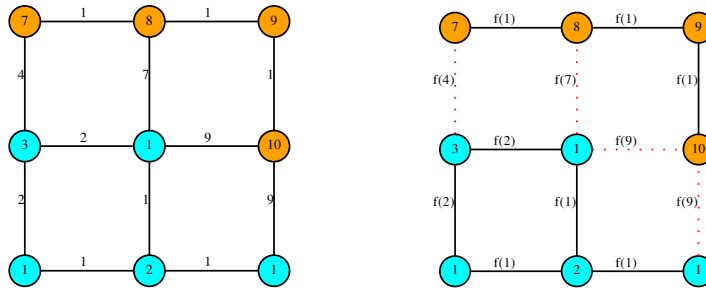 7 1 8 1 9
4 7 1
3 2 1 9 10
2 1 9
1 1 2 1 1
7 f(1) 8 f(1) 9
f(4) f(7) f(1)
3 f(2) 1 f(9) 10
f(2) f(1) f(9)
1 f(1) 2 f(1) 1